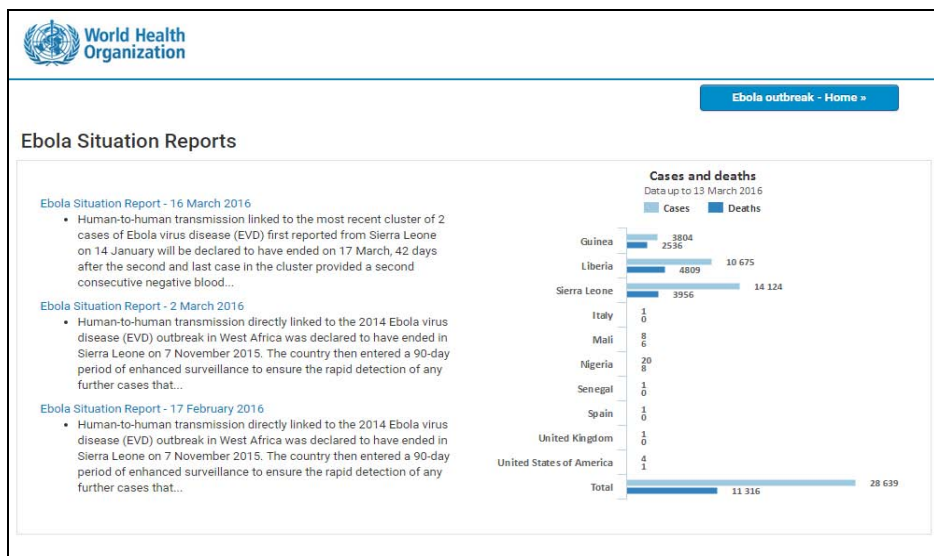 World Health
Organization
Ebola outbreak - Home »
Ebola Situation Reports
Ebola Situation Report - 16 March 2016
• Human-to-human transmission linked to the most recent cluster of 2
cases of Ebola virus disease (EVD) first reported from Sierra Leone
on 14 January will be declared to have ended on 17 March, 42 days
after the second and last case in the cluster provided a second
consecutive negative blood...
Ebola Situation Report - 2 March 2016
• Human-to-human transmission directly linked to the 2014 Ebola virus
disease (EVD) outbreak in West Africa was declared to have ended in
Sierra Leone on 7 November 2015. The country then entered a 90-day
period of enhanced surveillance to ensure the rapid detection of any
further cases that...
Ebola Situation Report - 17 February 2016
• Human-to-human transmission directly linked to the 2014 Ebola virus
disease (EVD) outbreak in West Africa was declared to have ended in
Sierra Leone on 7 November 2015. The country then entered a 90-day
period of enhanced surveillance to ensure the rapid detection of any
further cases that...
Cases and deaths
Data up to 13 March 2016
Cases Deaths
Guinea 3804
2536
Liberia 10 675
4809
Sierra Leone 14 124
3956
Italy 1
0
Mali 8
6
Nigeria 20
8
Senegal 1
0
Spain 1
0
United Kingdom 1
0
United States of America 4
1
Total 28 639
11 316